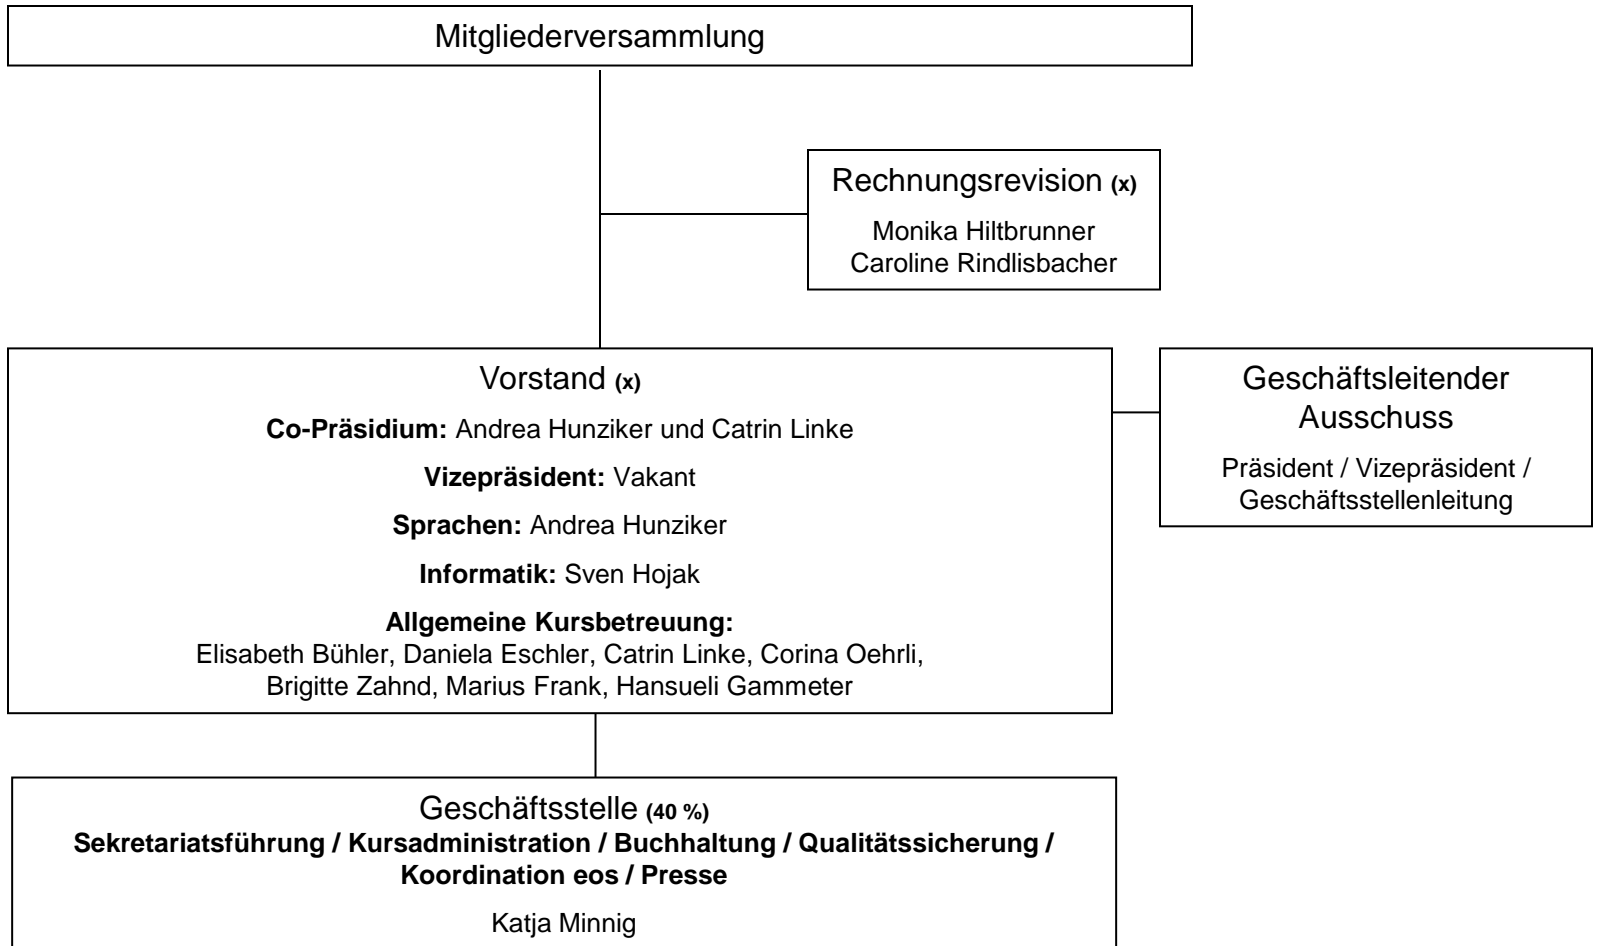 Mitgliederversammlung
Rechnungsrevision (x)
Monika Hiltbrunner
Caroline Rindlisbacher
Vorstand (x)
Co-Präsidium: Andrea Hunziker und Catrin Linke
Vizepräsident: Vakant
Sprachen: Andrea Hunziker
Informatik: Sven Hojak
Allgemeine Kursbetreuung:
Elisabeth Bühler, Daniela Eschler, Catrin Linke, Corina Oehrli,
Brigitte Zahnd, Marius Frank, Hansueli Gammeter
Geschäftsleitender
Ausschuss
Präsident / Vizepräsident /
Geschäftsstellenleitung
Geschäftsstelle (40 %)
Sekretariatsführung / Kursadministration / Buchhaltung / Qualitätssicherung /
Koordination eos / Presse
Katja Minnig